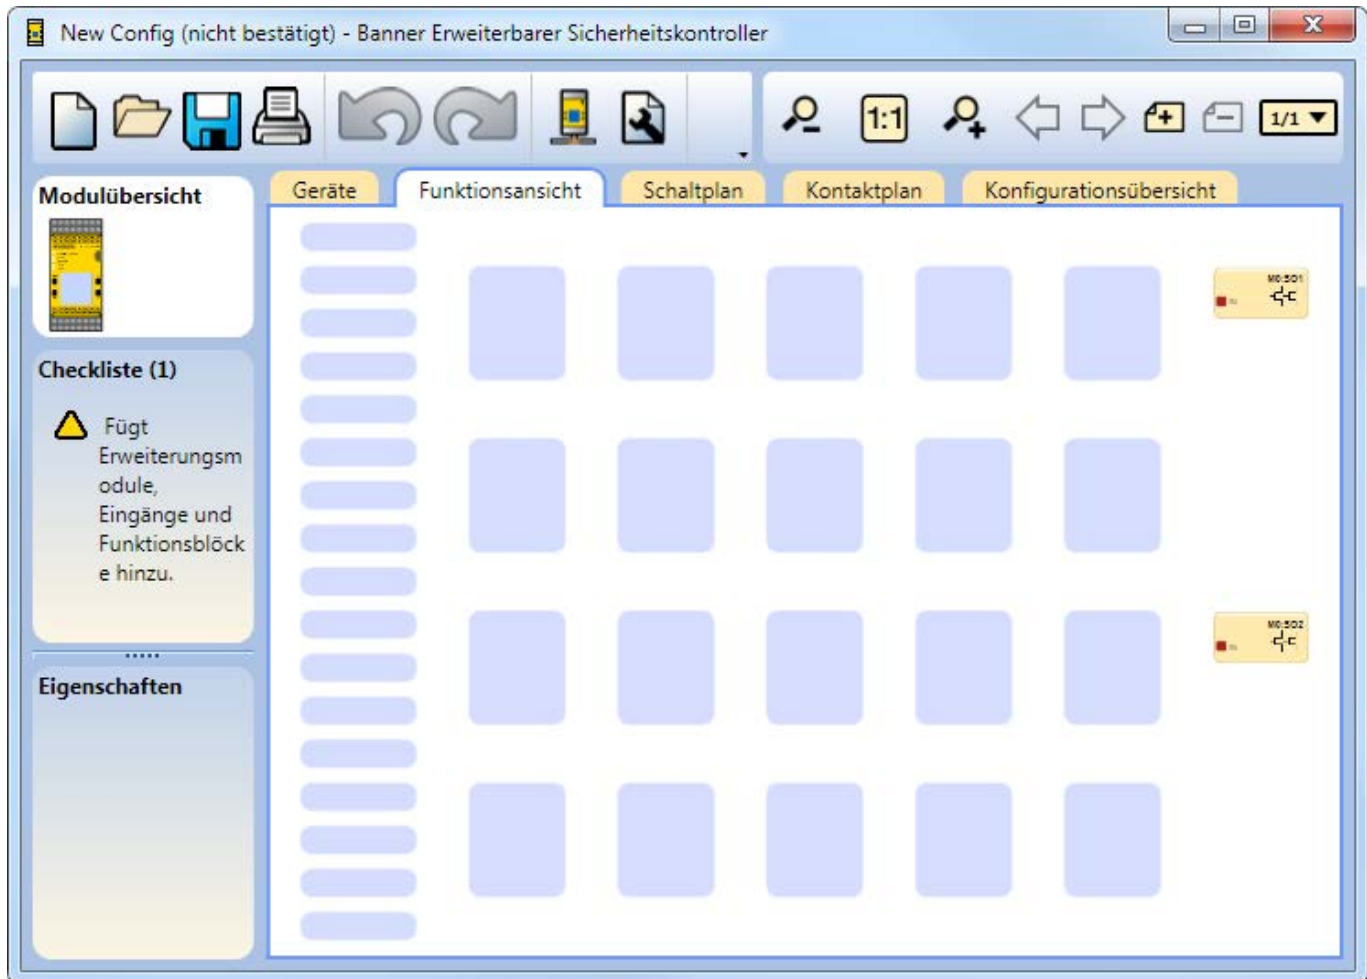 New Config (nicht bestätigt) - Banner Erweiterbarer Sicherheitskontroller
1:1
1/1
Modulübersicht
Geräte
Funktionsansicht
Schaltplan
Kontaktplan
Konfigurationsübersicht
M0:SO1
Checkliste (1)
Fügt
Erweiterungsm
odule,
Eingänge und
Funktionsblöck
e hinzu.
M0:SO2
Eigenschaften